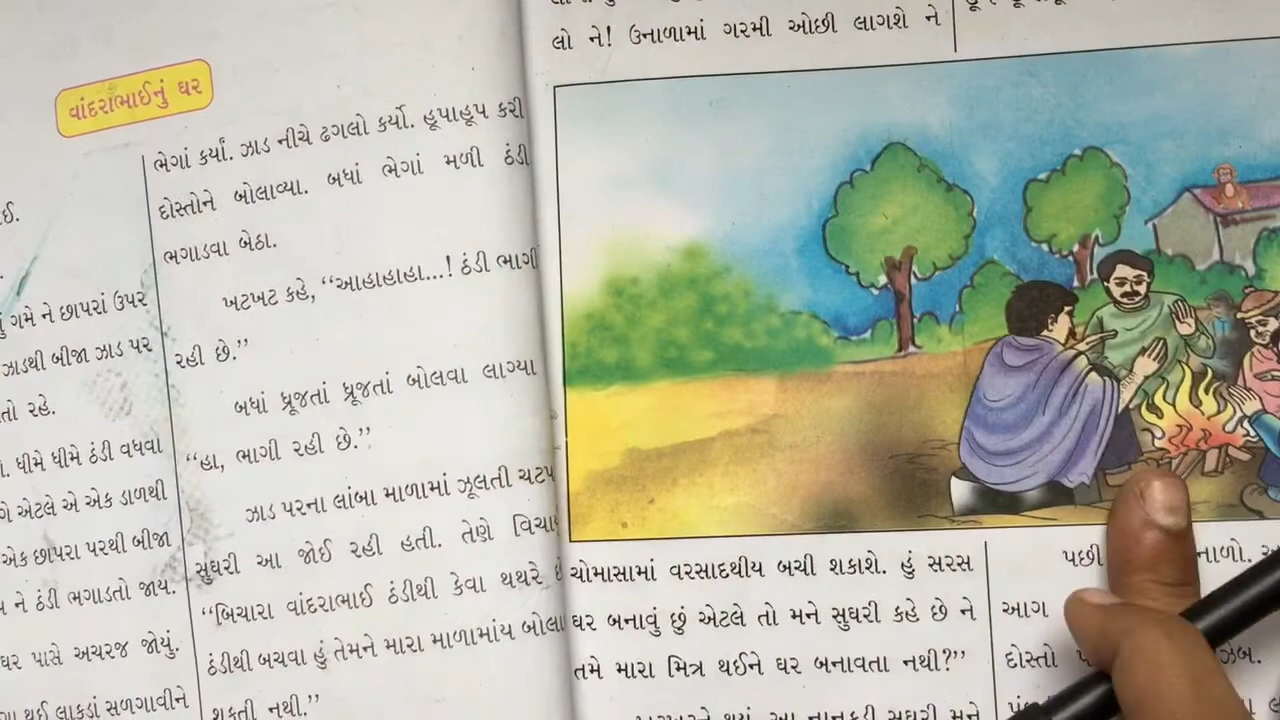 વાંદરાભાઈનું ઘર
ગમે ને છાપરાં ઉપર
ઝાડથી બીજા ઝાડ પર
રહે.
ધીમે ધીમે ઠંડી વધવા
એટલે એ એક ડાળથી
એક છાપરા પરથી બીજા
ને ઠંડી ભગાડતો જાય.
ઘર પાસે અચરજ જોયું.
થઈ લાકડાં સળગાવીને
ભેગાં કર્યાં. ઝાડ નીચે ઢગલો કર્યો. હૂપાહૂપ કરી
દોસ્તોને બોલાવ્યા. બધાં ભેગાં મળી ઠંડી
ભગાડવા બેઠા.
ખટખટ કહે, “આહાહાહા...! ઠંડી ભાગી
રહી છે.”
બધાં ધ્રૂજતાં ધ્રૂજતાં બોલવા લાગ્યા
“હા, ભાગી રહી છે.”
ઝાડ પરના લાંબા માળામાં ઝૂલતી
સુઘરી આ જોઈ રહી હતી. તેણે
“બિચારા વાંદરાભાઈ ઠંડીથી કેવા થથરે
ઠંડીથી બચવા હું તેમને મારા માળામાંય
શકતી નથી.”
લો ને! ઉનાળામાં ગરમી ઓછી લાગશે ને
ચોમાસામાં વરસાદથીય બચી શકાશે. હું સરસ
ઘર બનાવું છું એટલે તો મને સુઘરી કહે છે ને
તમે મારા મિત્ર થઈને ઘર બનાવતા નથી?”
નાનકડી સુઘરી મને
પછી
આગ
દોસ્તો